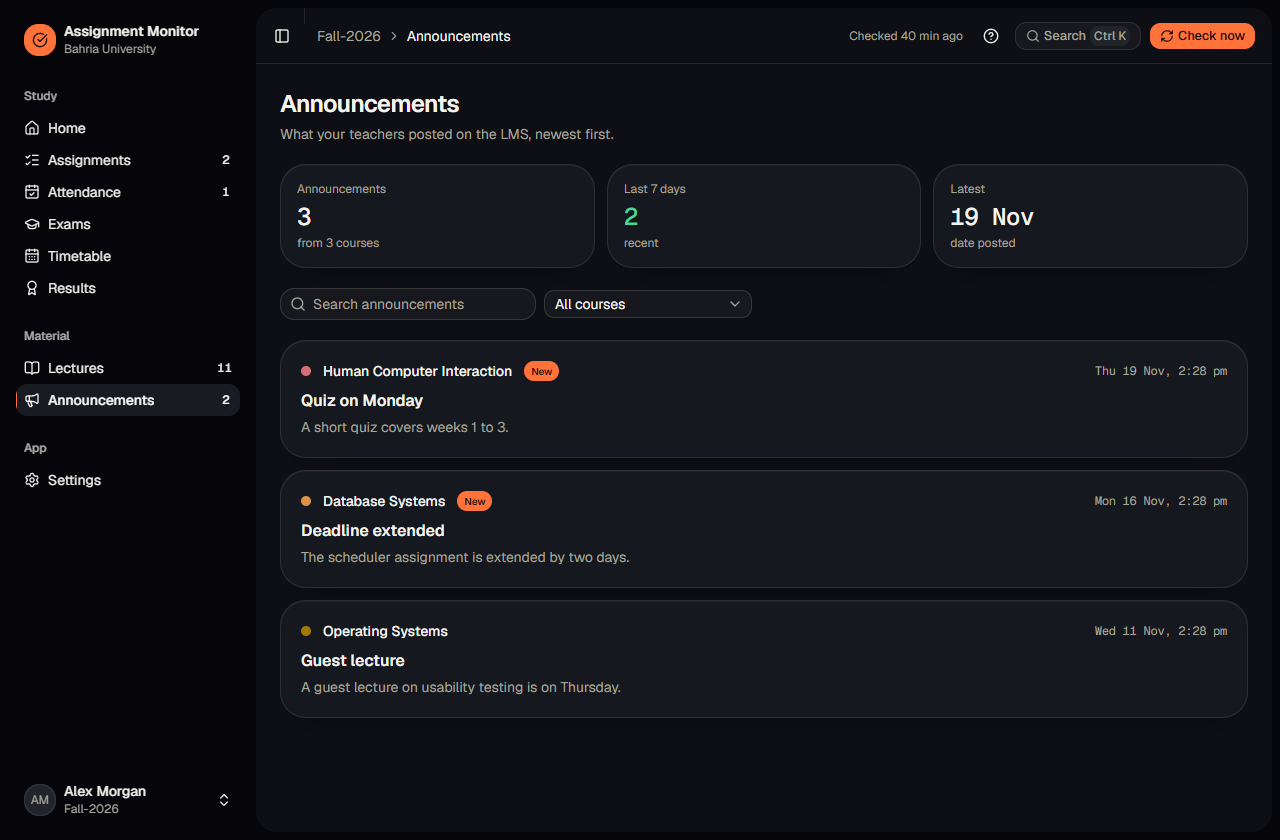 Assignment Monitor
Bahria University
Study
Home
Assignments 2
Attendance 1
Exams
Timetable
Results
Material
Lectures 11
Announcements 2
App
Settings
AM
Alex Morgan
Fall-2026
Fall-2026 > Announcements
Checked 40 min ago
Search Ctrl K
Check now
Announcements
What your teachers posted on the LMS, newest first.
Announcements
3
from 3 courses
Last 7 days
2
recent
Latest
19 Nov
date posted
Search announcements
All courses
Human Computer Interaction New Thu 19 Nov, 2:28 pm
Quiz on Monday
A short quiz covers weeks 1 to 3.
Database Systems New Mon 16 Nov, 2:28 pm
Deadline extended
The scheduler assignment is extended by two days.
Operating Systems Wed 11 Nov, 2:28 pm
Guest lecture
A guest lecture on usability testing is on Thursday.